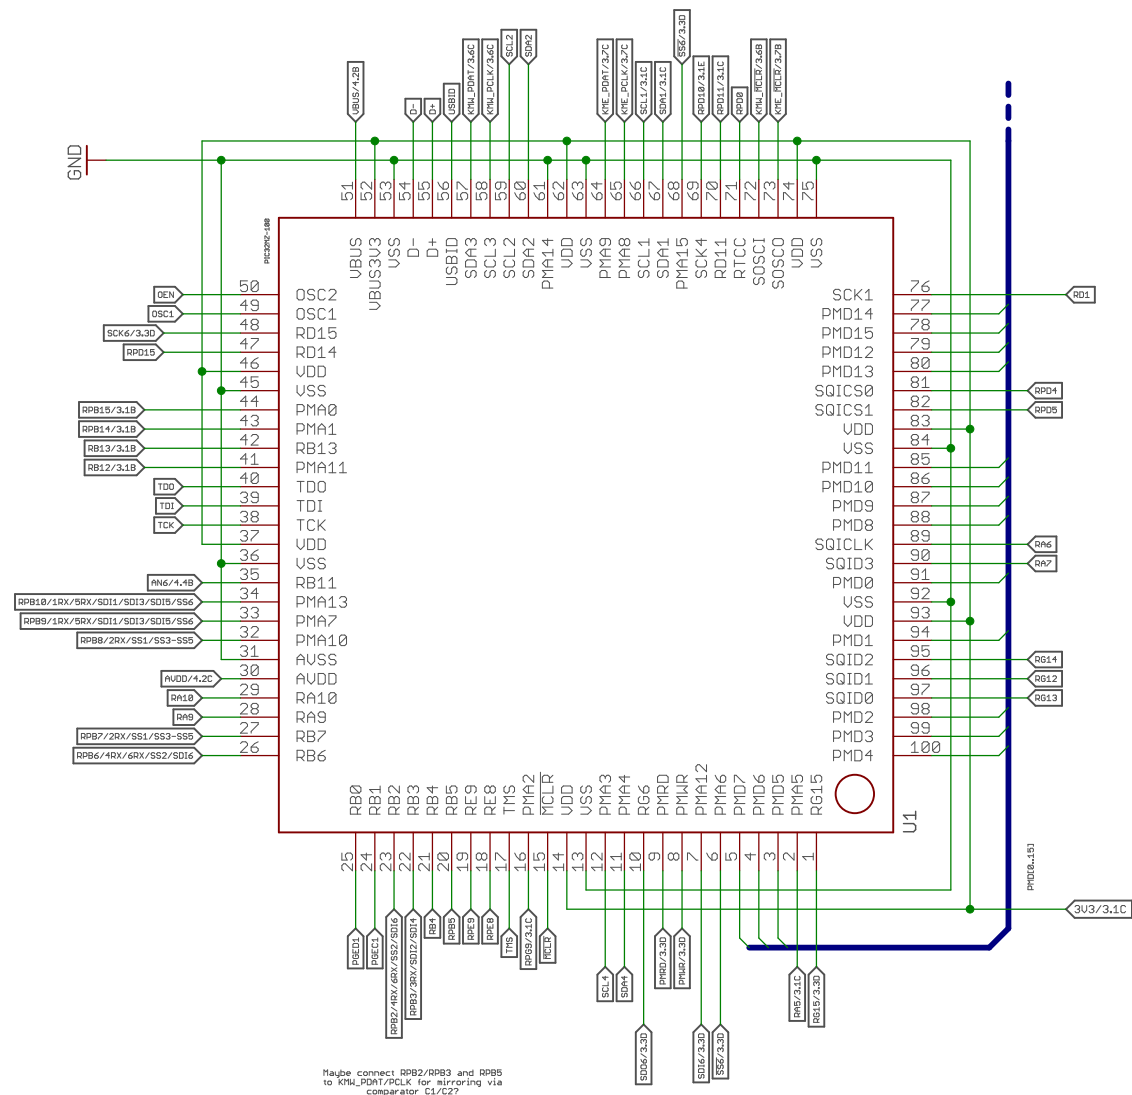 VBUS/4.2B
D-
D+
USBID
KMW_PDAT/3.6C
KMW_PCLK/3.6C
SCL2
SDA2
KME_PDAT/3.7C
KME_PCLK/3.7C
SCL1/3.1C
SDA1/3.1C
SS6/3.3D
RPD10/3.1E
RPD11/3.1C
RPD0
KMW_MCLR/3.6B
KME_MCLR/3.7B
GND
51
52
53
54
55
56
57
58
59
60
61
62
63
64
65
66
67
68
69
70
71
72
73
74
75
PIC32MZ-100
VBUS
VBUS3V3
VSS
D-
D+
USBID
SDA3
SCL3
SCL2
SDA2
PMA14
VDD
VSS
PMA9
PMA8
SCL1
SDA1
PMA15
SCK4
RD11
RTCC
SOSCI
SOSCO
VDD
VSS
OEN 50 OSC2
OSC1 49 OSC1
SCK6/3.3D 48 RD15
RPD15 47 RD14
46 VDD
45 VSS
RPB15/3.1B 44 PMA0
RPB14/3.1B 43 PMA1
RB13/3.1B 42 RB13
RB12/3.1B 41 PMA11
TDO 40 TDO
TDI 39 TDI
TCK 38 TCK
37 VDD
36 VSS
AN6/4.4B 35 RB11
RPB10/1RX/5RX/SDI1/SDI3/SDI5/SS6 34 PMA13
RPB9/1RX/5RX/SDI1/SDI3/SDI5/SS6 33 PMA7
RPB8/2RX/SS1/SS3-SS5 32 PMA10
31 AVSS
AVDD/4.2C 30 AVDD
RA10 29 RA10
RA9 28 RA9
RPB7/2RX/SS1/SS3-SS5 27 RB7
RPB6/4RX/6RX/SS2/SDI6 26 RB6
SCK1 76 RD1
PMD14 77
PMD15 78
PMD12 79
PMD13 80
SQICS0 81 RPD4
SQICS1 82 RPD5
VDD 83
VSS 84
PMD11 85
PMD10 86
PMD9 87
PMD8 88
SQICLK 89 RA6
SQID3 90 RA7
PMD0 91
VSS 92
VDD 93
PMD1 94
SQID2 95 RG14
SQID1 96 RG12
SQID0 97 RG13
PMD2 98
PMD3 99
PMD4 100
RB0
RB1
RB2
RB3
RB4
RB5
RE9
RE8
TMS
PMA2
MCLR
VDD
VSS
PMA3
PMA4
RG6
PMRD
PMWR
PMA12
PMA6
PMD7
PMD6
PMD5
PMA5
RG15
U1
25
24
23
22
21
20
19
18
17
16
15
14
13
12
11
10
9
8
7
6
5
4
3
2
1
PMD[0..15]
3V3/3.1C
PGED1
PGEC1
RPB2/4RX/6RX/SS2/SDI6
RPB3/3RX/SDI2/SDI4
RB4
RPB5
RPE9
RPE8
TMS
RPG9/3.1C
MCLR
SCL4
SDA4
SDO6/3.3D
PMRD/3.3D
PMWR/3.3D
SDI6/3.3D
SS6/3.3D
RA5/3.1C
RG15/3.3D
Maybe connect RPB2/RPB3 and RPB5
to KMW_PDAT/PCLK for mirroring via
comparator C1/C2?